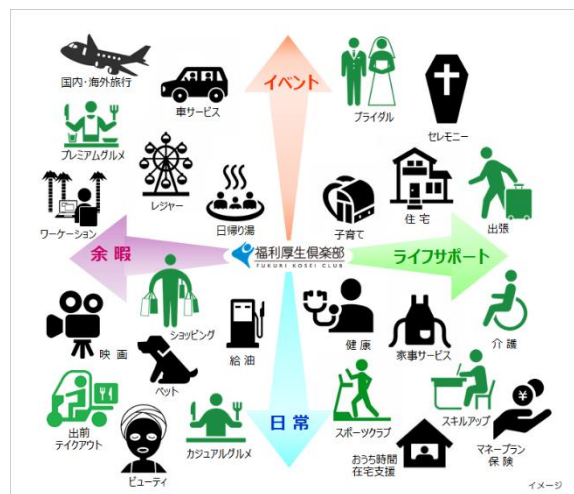 イベント
国内・海外旅行
車サービス
ブライダル
セレモニー
プレミアムグルメ
レジャー
ワーケーション
日帰り湯
子育て
住宅
出張
余暇
福利厚生倶楽部
FUKURI KOSEI CLUB
ライフサポート
映画
ショッピング
ペット
給油
健康
家事サービス
介護
出前
テイクアウト
ビューティ
カジュアルグルメ
日常
スポーツクラブ
おうち時間
在宅支援
スキルアップ
¥
マネープラン
保険
イメージ